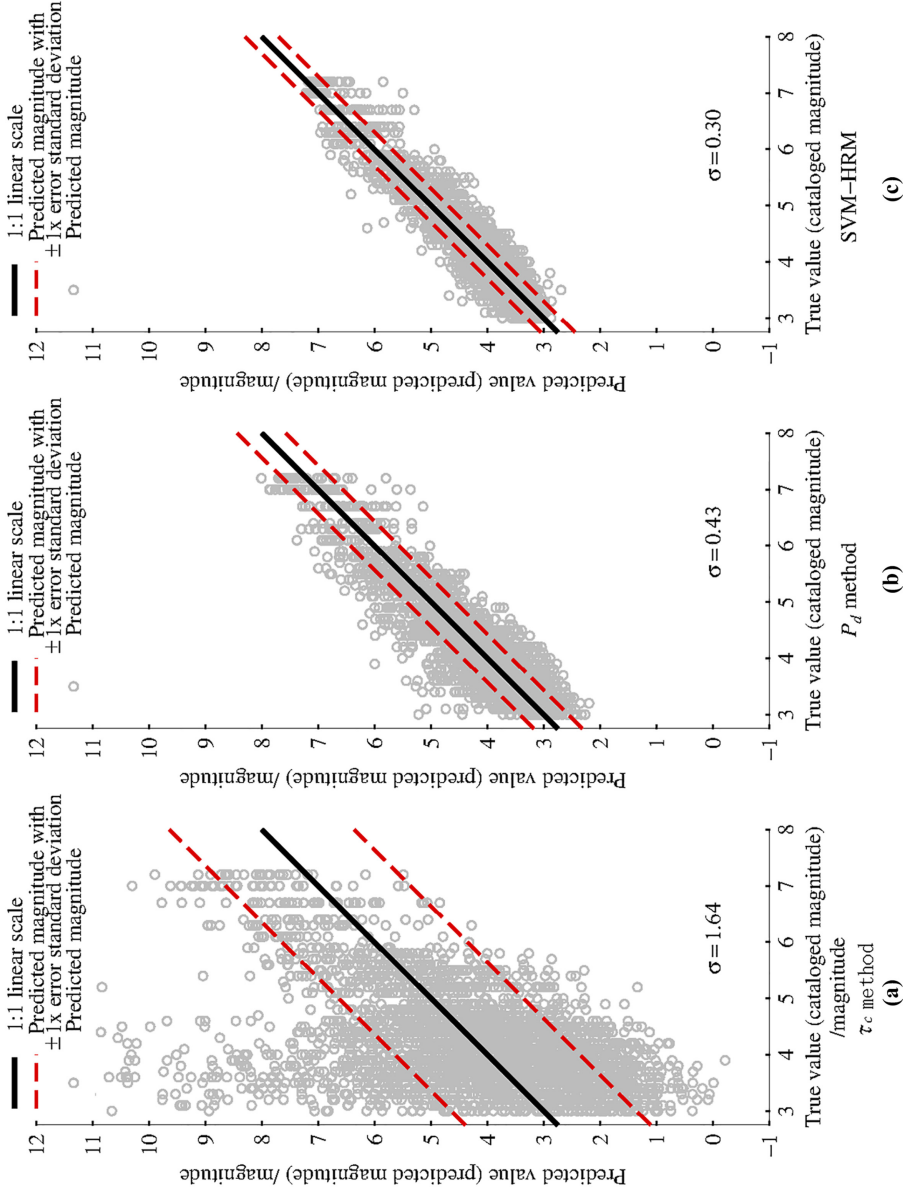 1:1 linear scale
Predicted magnitude with
±1x error standard deviation
Predicted magnitude
12
11
10
9
8
7
6
5
4
3
2
1
0
−1
Predicted value (predicted magnitude) /magnitude
σ=1.64
3 4 5 6 7 8
True value (cataloged magnitude)
/magnitude
τc method
(a)
1:1 linear scale
Predicted magnitude with
±1x error standard deviation
Predicted magnitude
12
11
10
9
8
7
6
5
4
3
2
1
0
−1
Predicted value (predicted magnitude) /magnitude
σ=0.43
3 4 5 6 7 8
True value (cataloged magnitude)
Pd method
(b)
1:1 linear scale
Predicted magnitude with
±1x error standard deviation
Predicted magnitude
12
11
10
9
8
7
6
5
4
3
2
1
0
−1
Predicted value (predicted magnitude) /magnitude
σ=0.30
3 4 5 6 7 8
True value (cataloged magnitude)
SVM−HRM
(c)